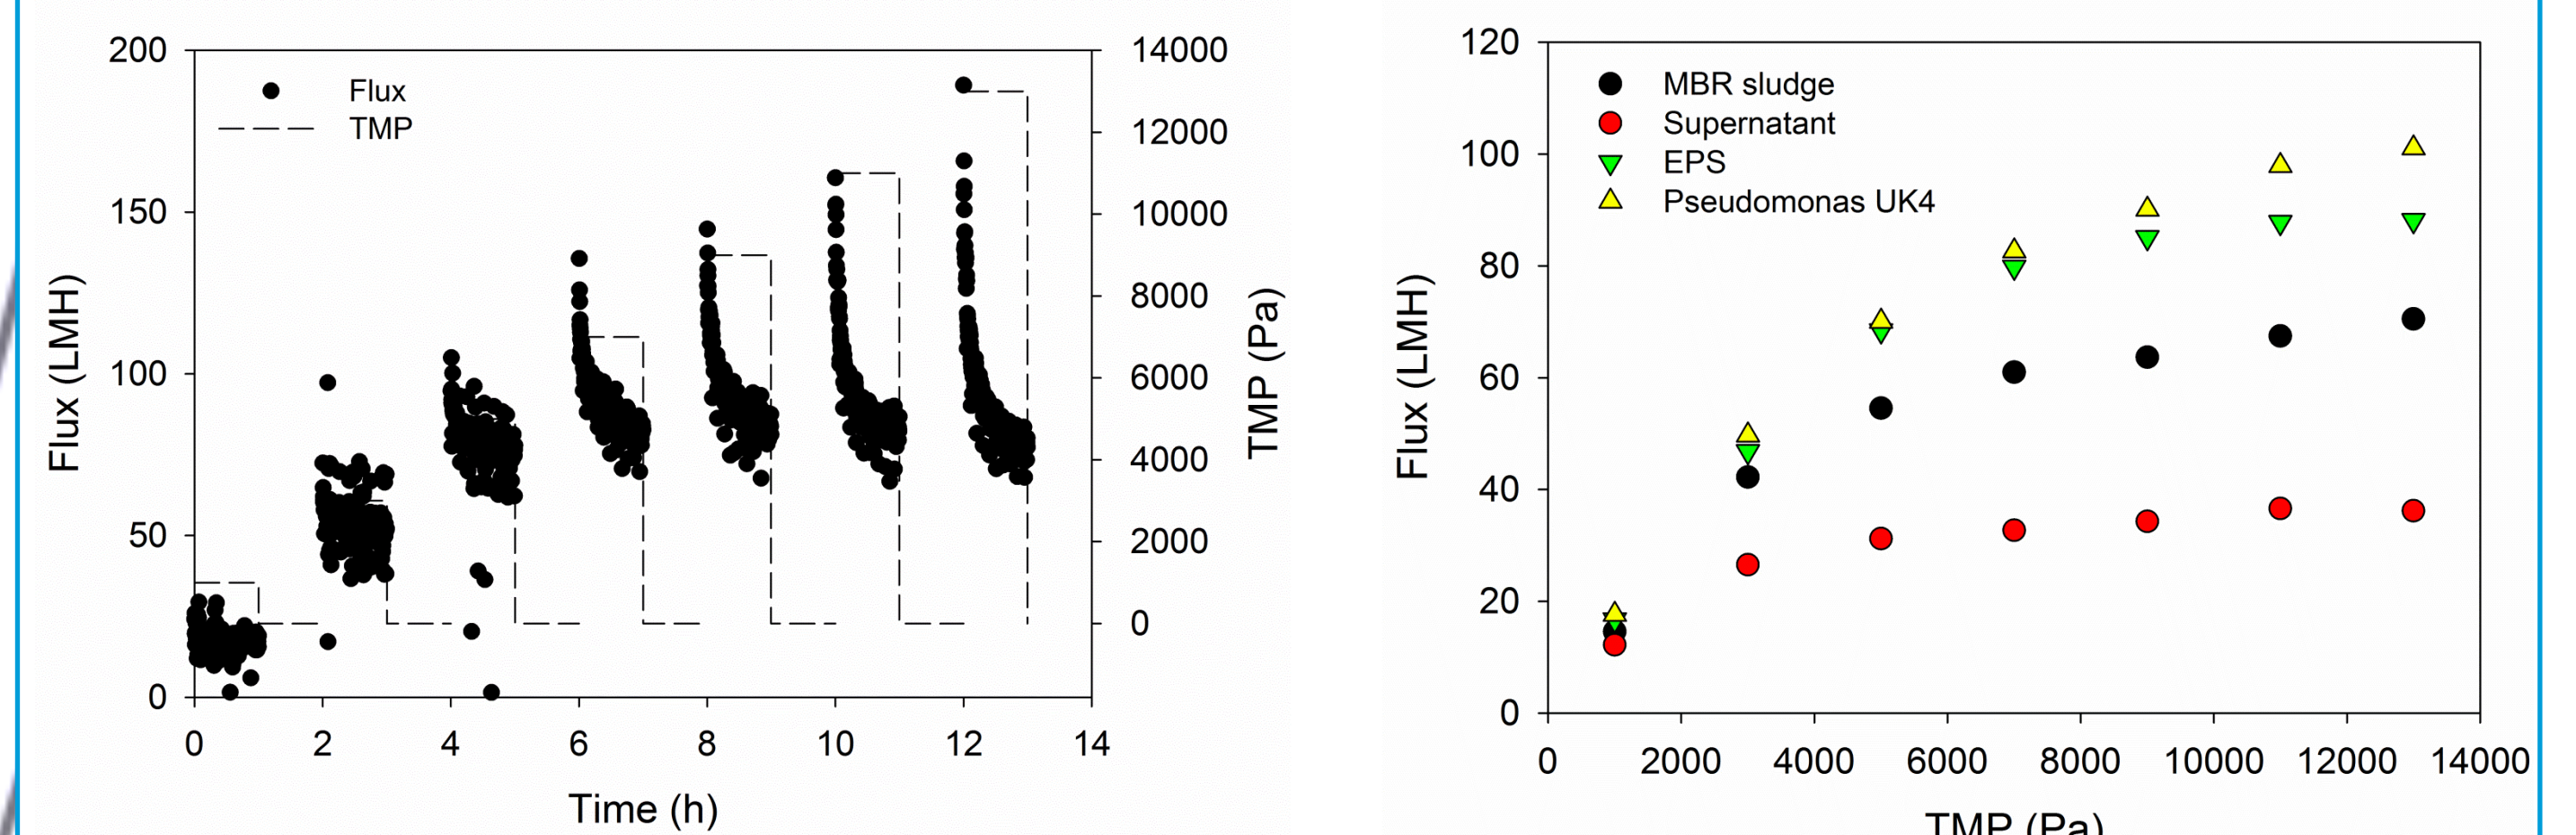 200
150
100
50
0
Flux (LMH)
Flux
TMP
14000
12000
10000
8000
6000
4000
2000
0
TMP (Pa)
0 2 4 6 8 10 12 14
Time (h)
120
100
80
60
40
20
0
Flux (LMH)
MBR sludge
Supernatant
EPS
Pseudomonas UK4
0 2000 4000 6000 8000 10000 12000 14000
TMP (Pa)